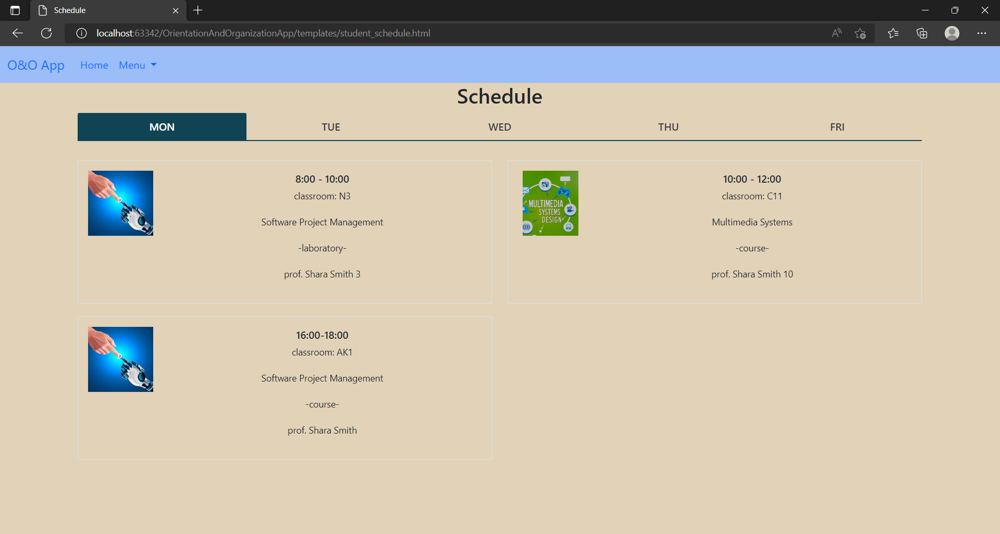 Schedule
localhost:63342/OrientationAndOrganizationApp/templates/student_schedule.html
O&O App Home Menu
Schedule
MON TUE WED THU FRI
8:00 - 10:00
classroom: N3
Software Project Management
-laboratory-
prof. Shara Smith 3
MULTIMEDIA
SYSTEMS
DESIGN
10:00 - 12:00
classroom: C11
Multimedia Systems
-course-
prof. Shara Smith 10
16:00-18:00
classroom: AK1
Software Project Management
-course-
prof. Shara Smith